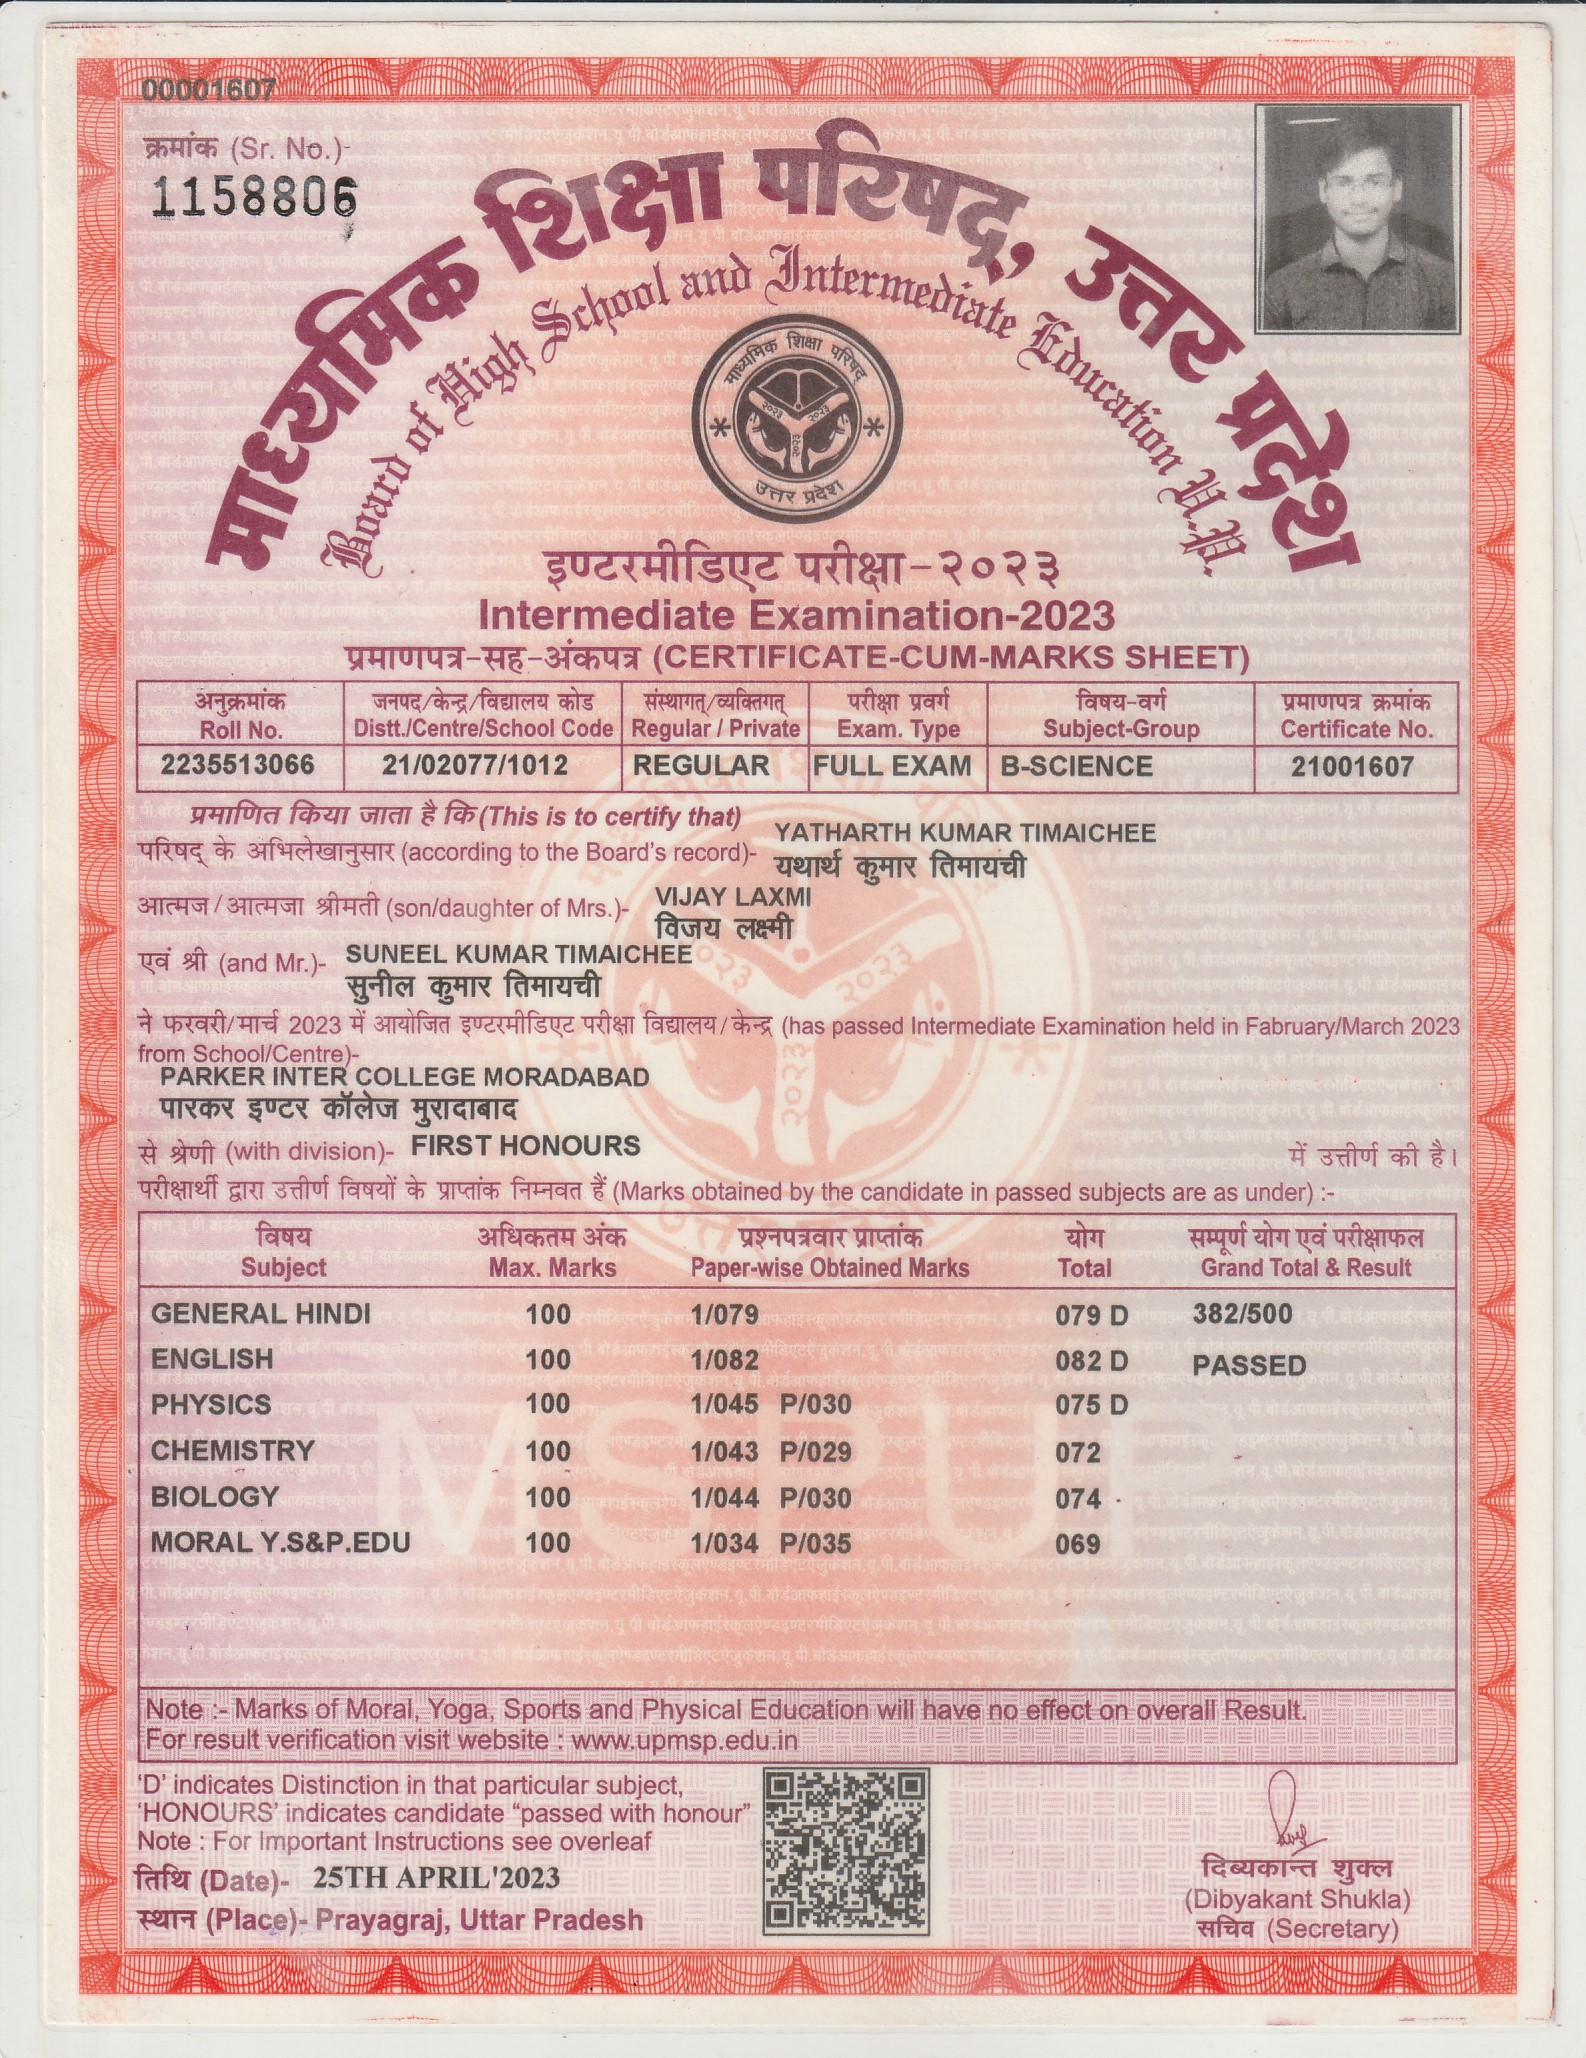 00001607
क्रमांक (Sr. No.)
1158806
माध्यमिक शिक्षा परिषद्, उत्तर प्रदेश
Board of High School and Intermediate Education U.P.
माध्यमिक शिक्षा परिषद्
२०२३ २०२३
२०२३
उत्तर प्रदेश
इण्टरमीडिएट परीक्षा-२०२३
Intermediate Examination-2023
प्रमाणपत्र-सह-अंकपत्र (CERTIFICATE-CUM-MARKS SHEET)
अनुक्रमांक जनपद/केन्द्र/विद्यालय कोड संस्थागत्/व्यक्तिगत् परीक्षा प्रवर्ग विषय-वर्ग प्रमाणपत्र क्रमांक
Roll No. Distt./Centre/School Code Regular / Private Exam. Type Subject-Group Certificate No.
2235513066 21/02077/1012 REGULAR FULL EXAM B-SCIENCE 21001607
प्रमाणित किया जाता है कि (This is to certify that)
YATHARTH KUMAR TIMAICHEE
परिषद् के अभिलेखानुसार (according to the Board's record)-
यथार्थ कुमार तिमायची
VIJAY LAXMI
आत्मज/आत्मजा श्रीमती (son/daughter of Mrs.)-
विजय लक्ष्मी
SUNEEL KUMAR TIMAICHEE
एवं श्री (and Mr.)-
सुनील कुमार तिमायची
ने फरवरी/मार्च 2023 में आयोजित इण्टरमीडिएट परीक्षा विद्यालय/केन्द्र (has passed Intermediate Examination held in Fabruary/March 2023
from School/Centre)-
PARKER INTER COLLEGE MORADABAD
पारकर इण्टर कॉलेज मुरादाबाद
से श्रेणी (with division)- FIRST HONOURS में उत्तीर्ण की है।
परीक्षार्थी द्वारा उत्तीर्ण विषयों के प्राप्तांक निम्नवत हैं (Marks obtained by the candidate in passed subjects are as under) :-
विषय अधिकतम अंक प्रश्नपत्रवार प्राप्तांक योग सम्पूर्ण योग एवं परीक्षाफल
Subject Max. Marks Paper-wise Obtained Marks Total Grand Total & Result
GENERAL HINDI 100 1/079 079 D 382/500
ENGLISH 100 1/082 082 D PASSED
PHYSICS 100 1/045 P/030 075 D
CHEMISTRY 100 1/043 P/029 072
BIOLOGY 100 1/044 P/030 074
MORAL Y.S&P.EDU 100 1/034 P/035 069
MSPUP
Note :- Marks of Moral, Yoga, Sports and Physical Education will have no effect on overall Result.
For result verification visit website : www.upmsp.edu.in
'D' indicates Distinction in that particular subject,
'HONOURS' indicates candidate "passed with honour"
Note : For Important Instructions see overleaf
तिथि (Date)- 25TH APRIL'2023
स्थान (Place)- Prayagraj, Uttar Pradesh
दिव्यकान्त शुक्ल
(Dibyakant Shukla)
सचिव (Secretary)